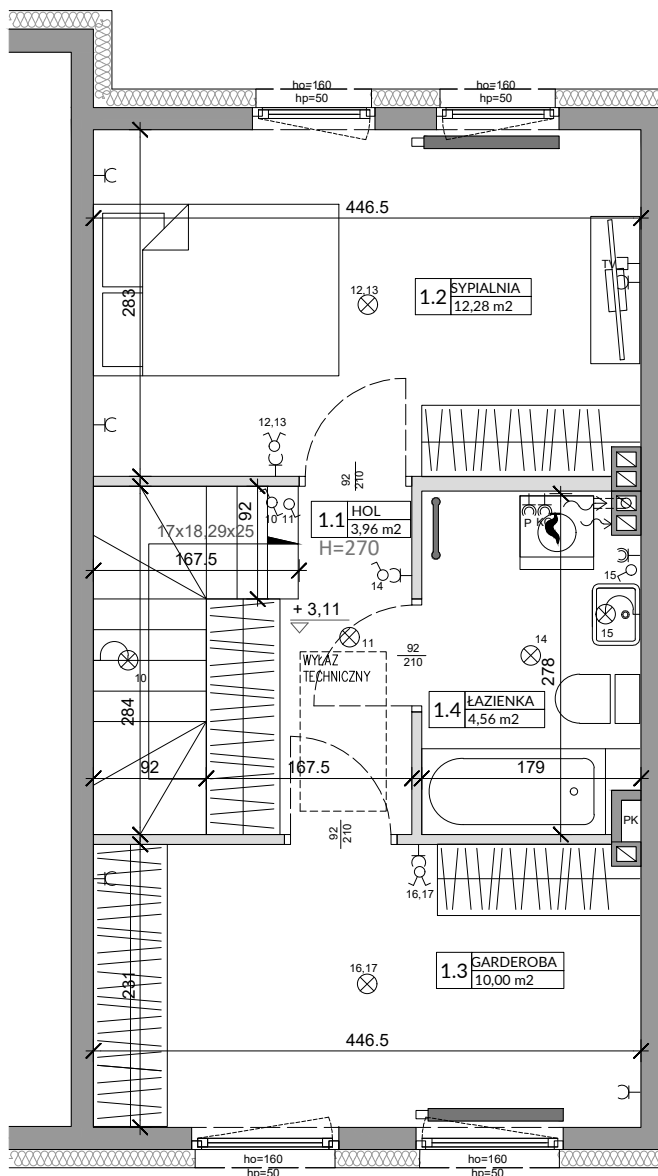 ho=160
hp=50
ho=160
hp=50
446.5
283
12,13
1.2
SYPIALNIA
12,28 m2
TV
12,13
92
210
92
10
11
1.1
HOL
3,96 m2
17x18,29x25
H=270
167.5
P
14
15
15
+ 3,11
11
92
210
14
WYŁAZ
TECHNICZNY
10
278
284
1.4
ŁAZIENKA
4,56 m2
92
167.5
179
92
210
PK
16,17
1.3
GARDEROBA
10,00 m2
16,17
231
446.5
ho=160
hp=50
ho=160
hp=50